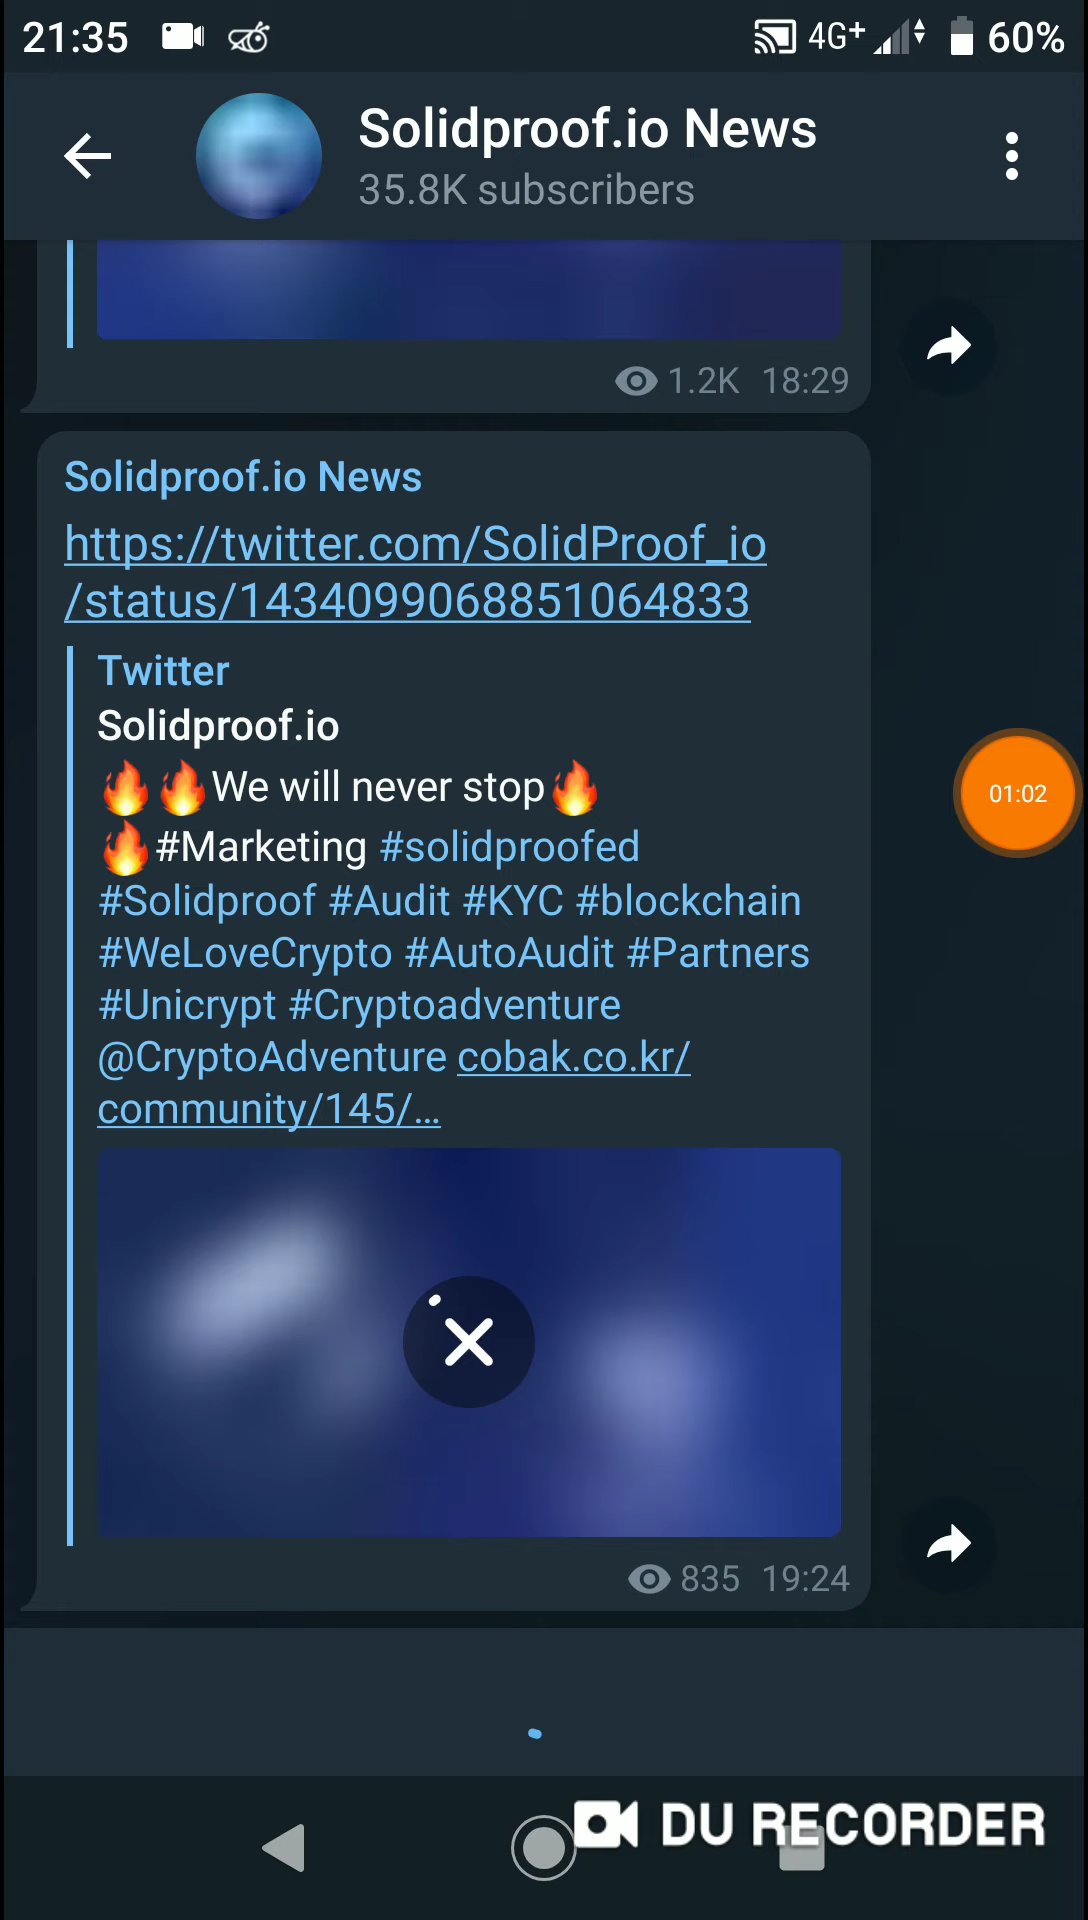 21:35 4G+ 60%
Solidproof.io News
35.8K subscribers
1.2K 18:29
Solidproof.io News
https://twitter.com/SolidProof_io
/status/1434099068851064833
Twitter
Solidproof.io
🔥🔥We will never stop🔥
🔥#Marketing #solidproofed
#Solidproof #Audit #KYC #blockchain
#WeLoveCrypto #AutoAudit #Partners
#Unicrypt #Cryptoadventure
@CryptoAdventure cobak.co.kr/
community/145/…
01:02
835 19:24
DU RECORDER